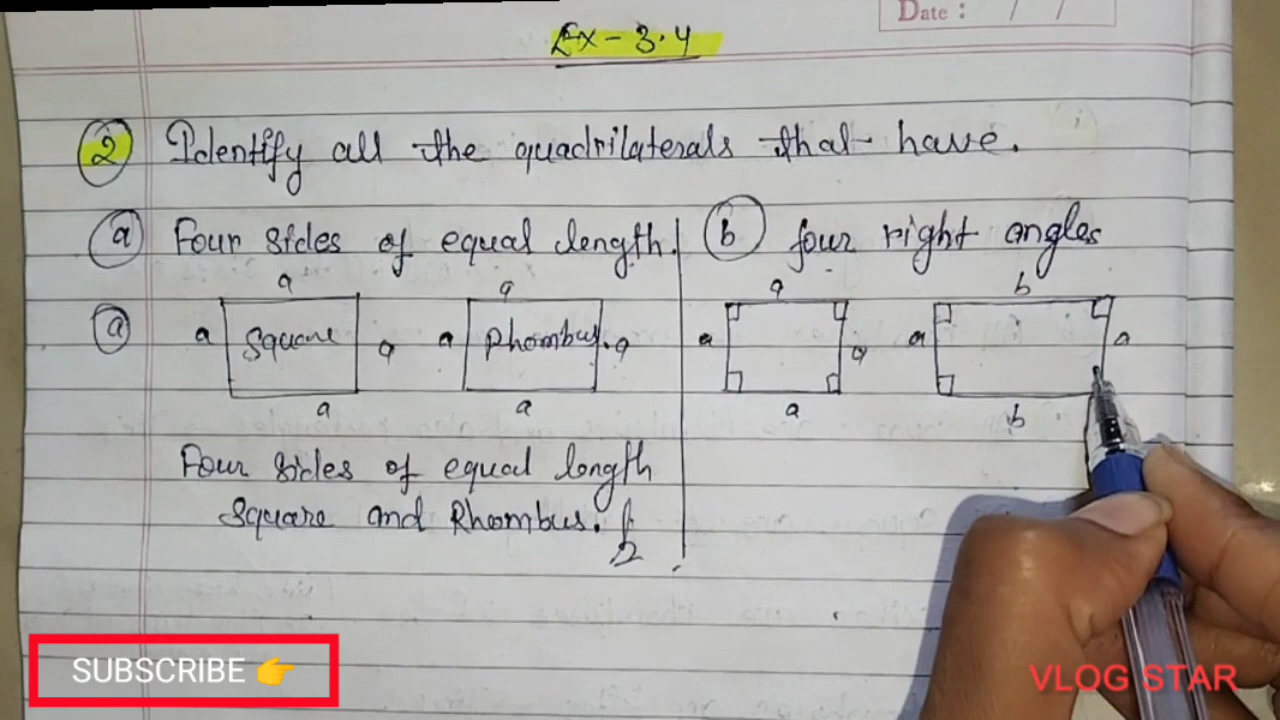 Date : / /
Ex - 3.4
2 Identify all the quadrilaterals that have.
a Four sides of equal length.
b four right angles
a
a a a a Square
a a a a Rhombus.
a a a a
b a a b
Four sides of equal length
Square and Rhombus.
SUBSCRIBE 👉
VLOG STAR